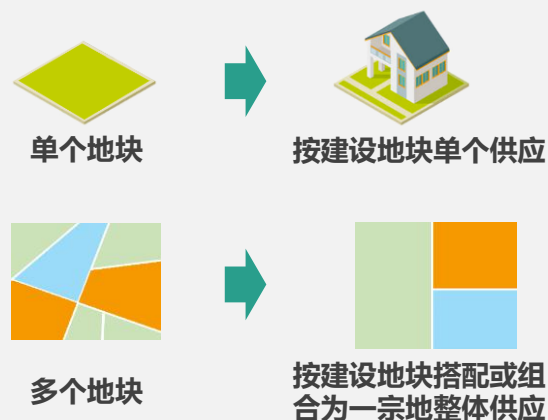 单个地块
按建设地块单个供应
多个地块
按建设地块搭配或组
合为一宗地整体供应